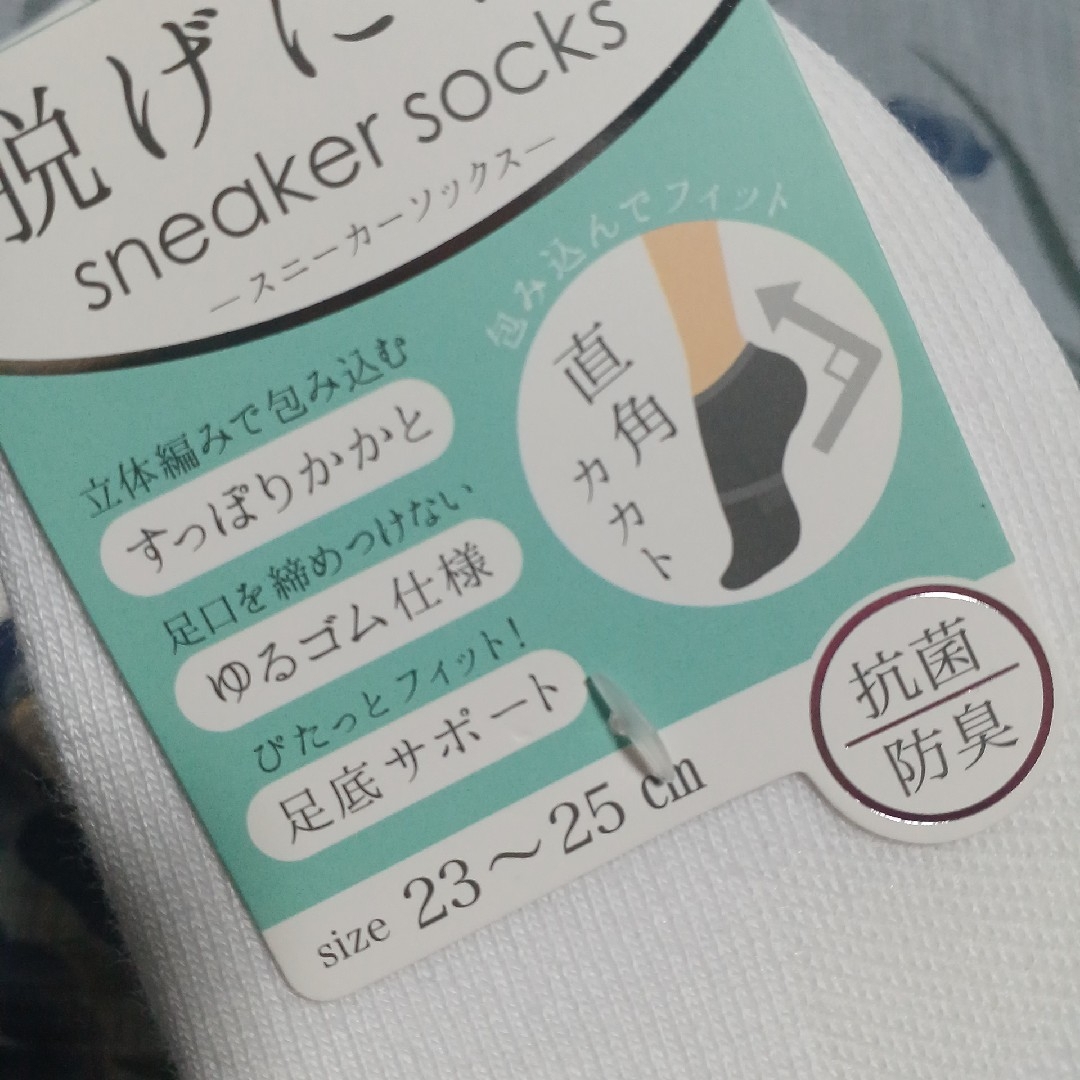 脱げに
sneaker socks
―スニーカーソックス―
包み込んでフィット
直角カカト
立体編みで包み込む
すっぽりかかと
足口を締めつけない
ゆるゴム仕様
ぴたっとフィット!
足底サポート
size 23～25 cm
抗菌
防臭